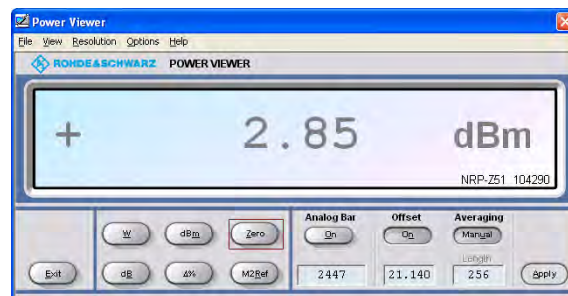 Power Viewer
File View Resolution Options Help
ROHDE&SCHWARZ POWER VIEWER
+ 2.85 dBm
NRP-Z51 104290
Analog Bar Offset Averaging
W dBm Zero On On Manual
Length
Exit dB Δ% M2Ref 2447 21.140 256 Apply